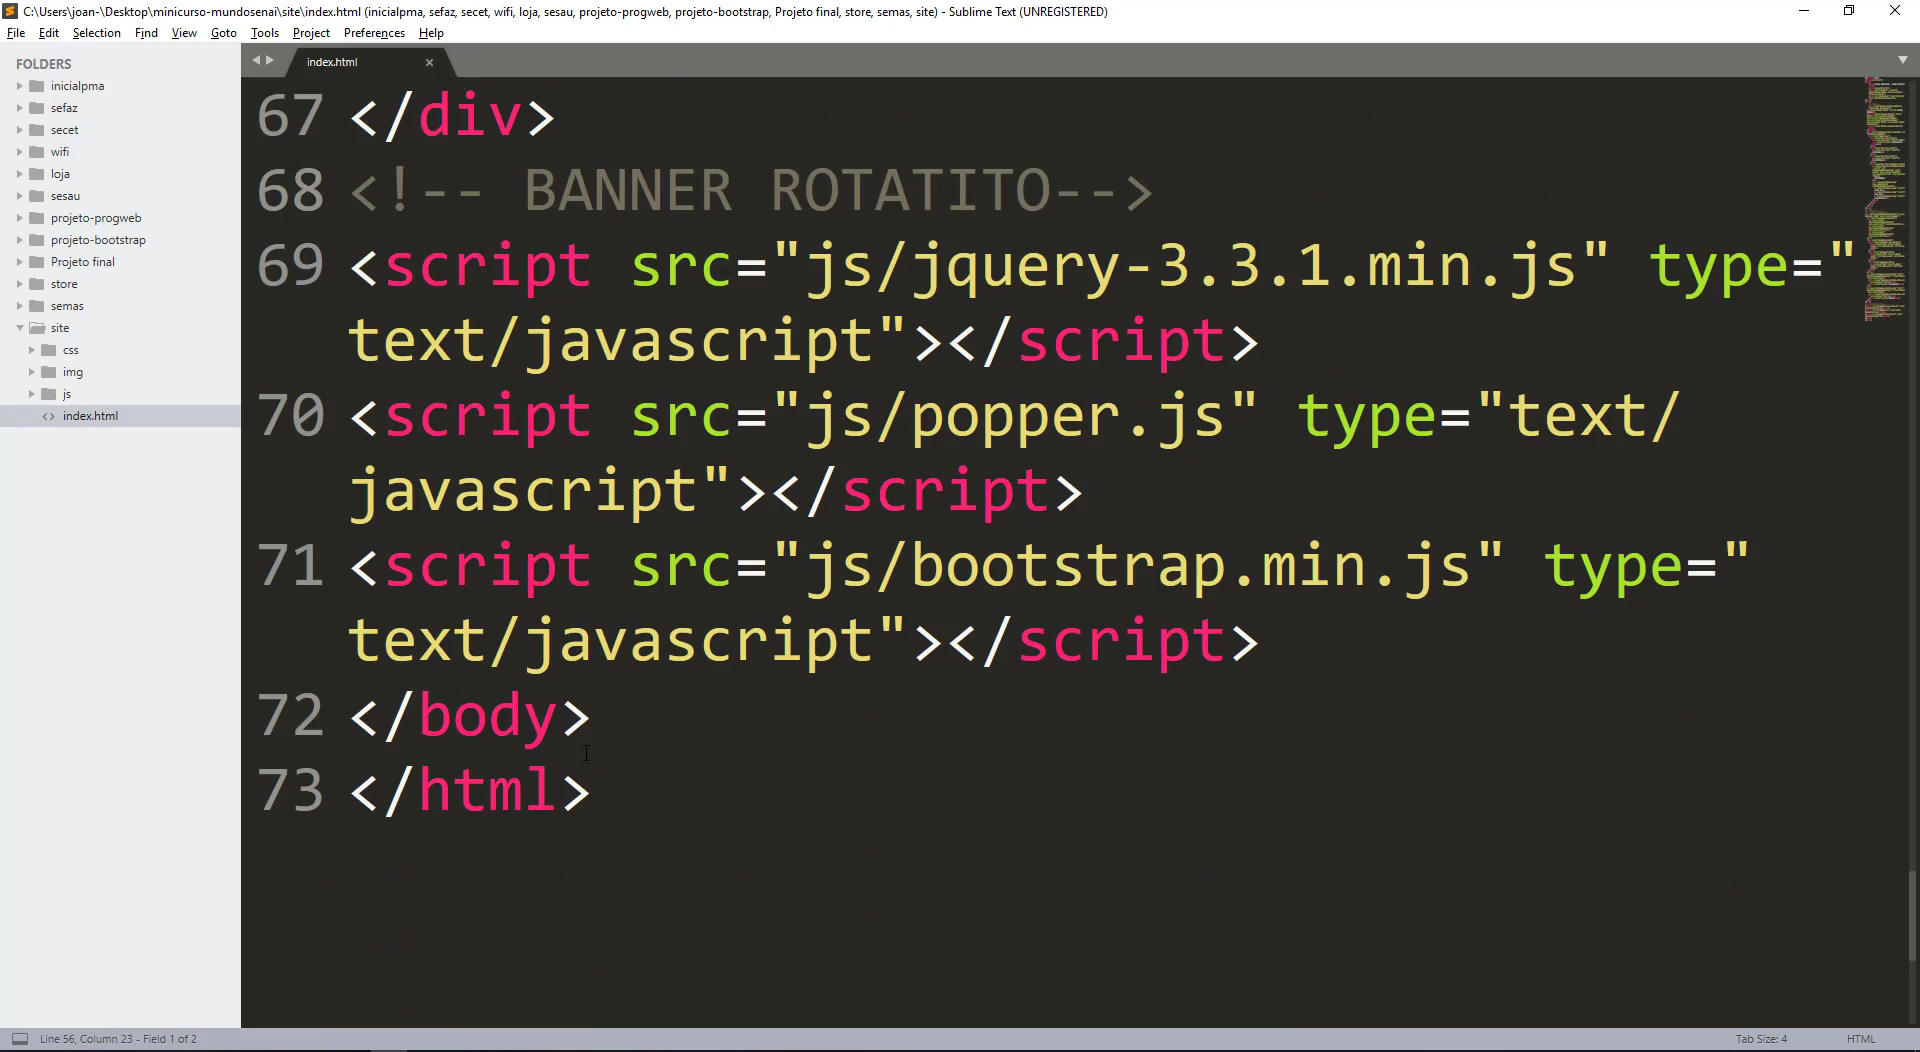 C:\Users\joan-\Desktop\minicurso-mundosenai\site\index.html (inicialpma, sefaz, secet, wifi, loja, sesau, projeto-progweb, projeto-bootstrap, Projeto final, store, semas, site) - Sublime Text (UNREGISTERED)
File Edit Selection Find View Goto Tools Project Preferences Help
FOLDERS
inicialpma
sefaz
secet
wifi
loja
sesau
projeto-progweb
projeto-bootstrap
Projeto final
store
semas
site
css
img
js
<> index.html
index.html
67 </div>
68 <!-- BANNER ROTATITO-->
69 <script src="js/jquery-3.3.1.min.js" type="
text/javascript"></script>
70 <script src="js/popper.js" type="text/
javascript"></script>
71 <script src="js/bootstrap.min.js" type="
text/javascript"></script>
72 </body>
73 </html>
Line 56, Column 23 - Field 1 of 2
Tab Size: 4
HTML